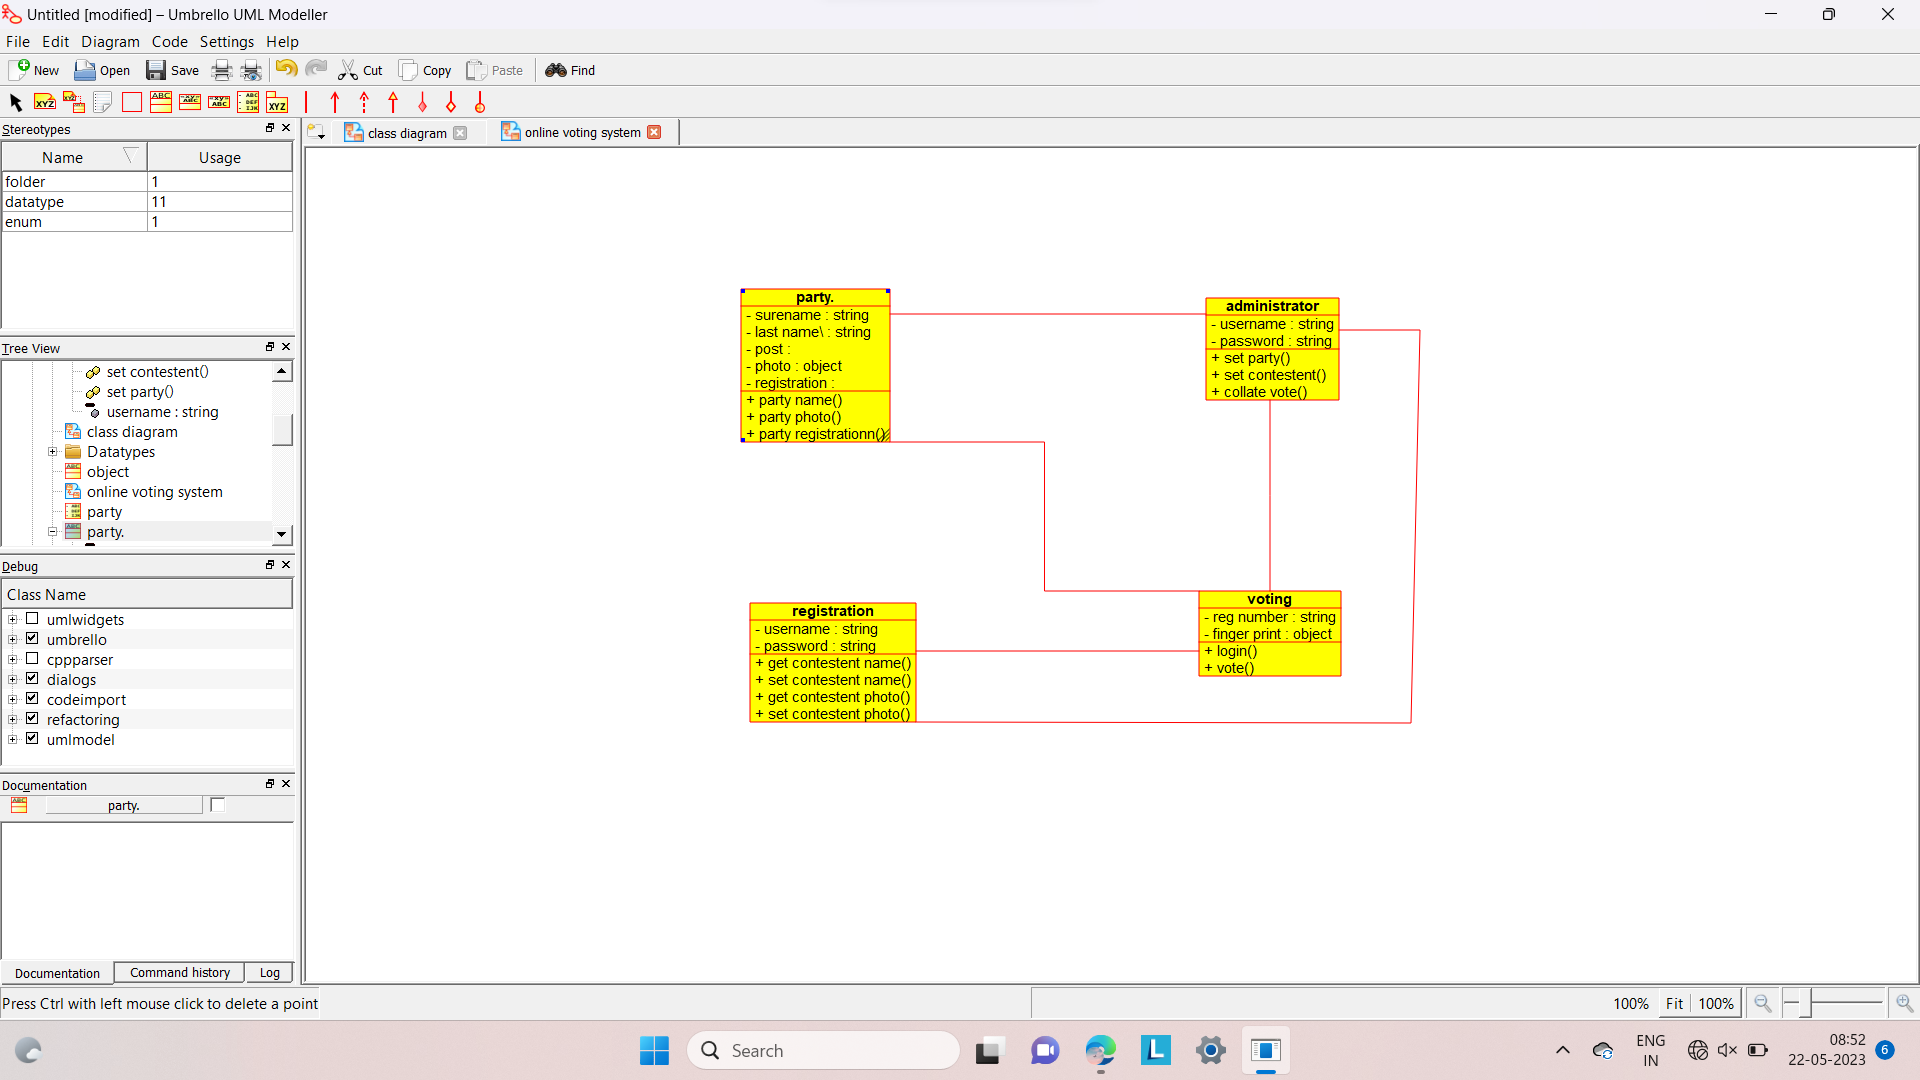 Untitled [modified] – Umbrello UML Modeller
File Edit Diagram Code Settings Help
New Open Save Cut Copy Paste Find
Stereotypes
Name Usage
folder 1
datatype 11
enum 1
Tree View
set contestent()
set party()
username : string
class diagram
Datatypes
object
online voting system
party
party.
Debug
Class Name
umlwidgets
umbrello
cppparser
dialogs
codeimport
refactoring
umlmodel
Documentation
party.
Documentation Command history Log
class diagram online voting system
party.
- surename : string
- last name\ : string
- post :
- photo : object
- registration :
+ party name()
+ party photo()
+ party registrationn()
administrator
- username : string
- password : string
+ set party()
+ set contestent()
+ collate vote()
registration
- username : string
- password : string
+ get contestent name()
+ set contestent name()
+ get contestent photo()
+ set contestent photo()
voting
- reg number : string
- finger print : object
+ login()
+ vote()
Press Ctrl with left mouse click to delete a point
100% Fit 100%
Search
ENG
IN
08:52
22-05-2023
6